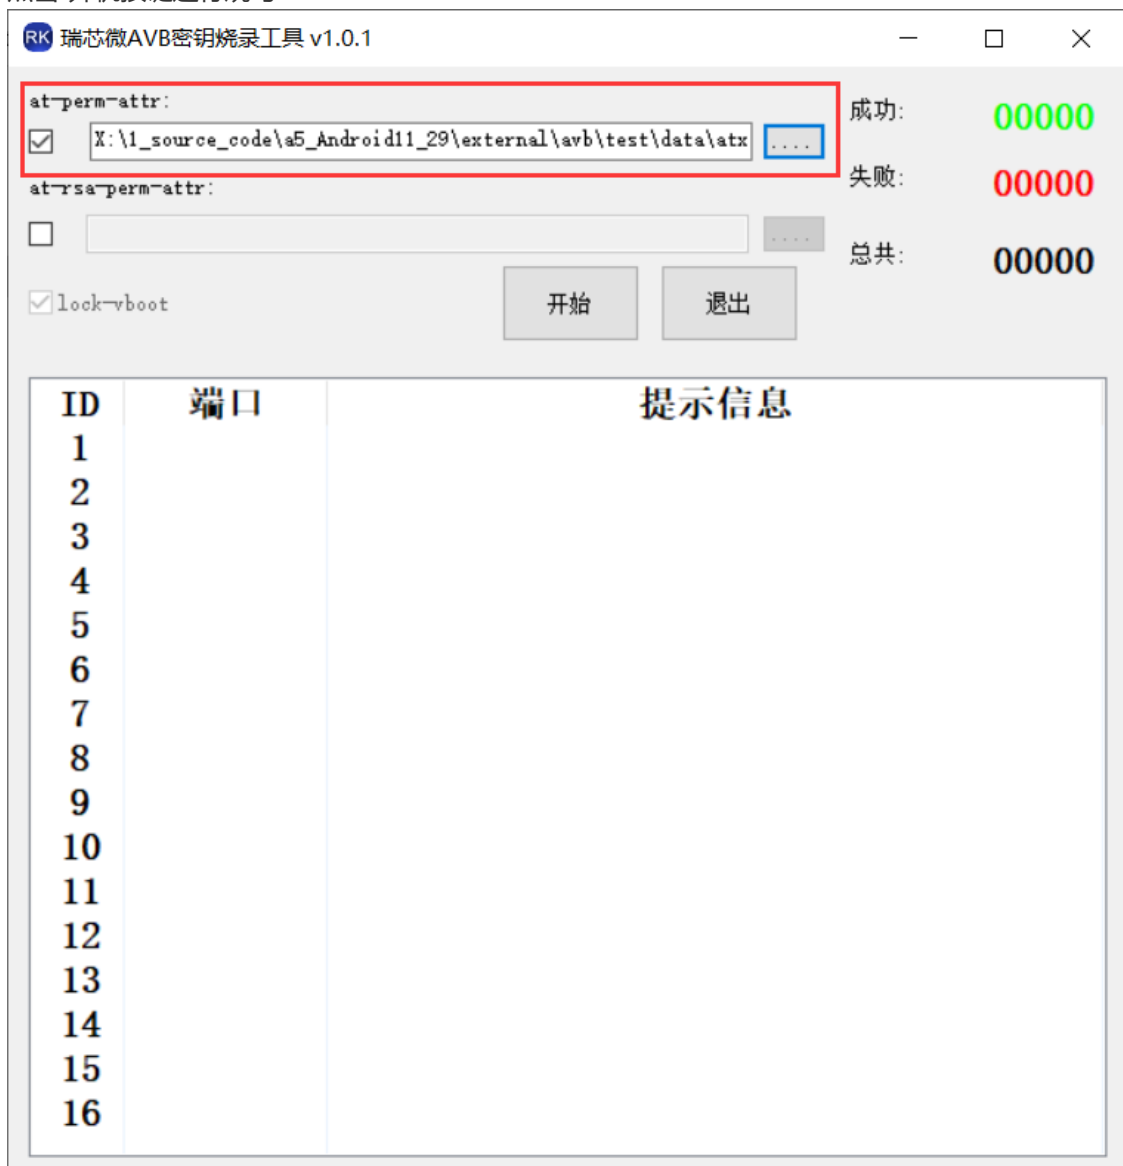 RK 瑞芯微AVB密钥烧录工具 v1.0.1
at-perm-attr:
X:\1_source_code\a5_Android11_29\external\avb\test\data\atx ....
at-rsa-perm-attr:
....
lock-vboot
开始 退出
成功: 00000
失败: 00000
总共: 00000
ID 端口 提示信息
1
2
3
4
5
6
7
8
9
10
11
12
13
14
15
16